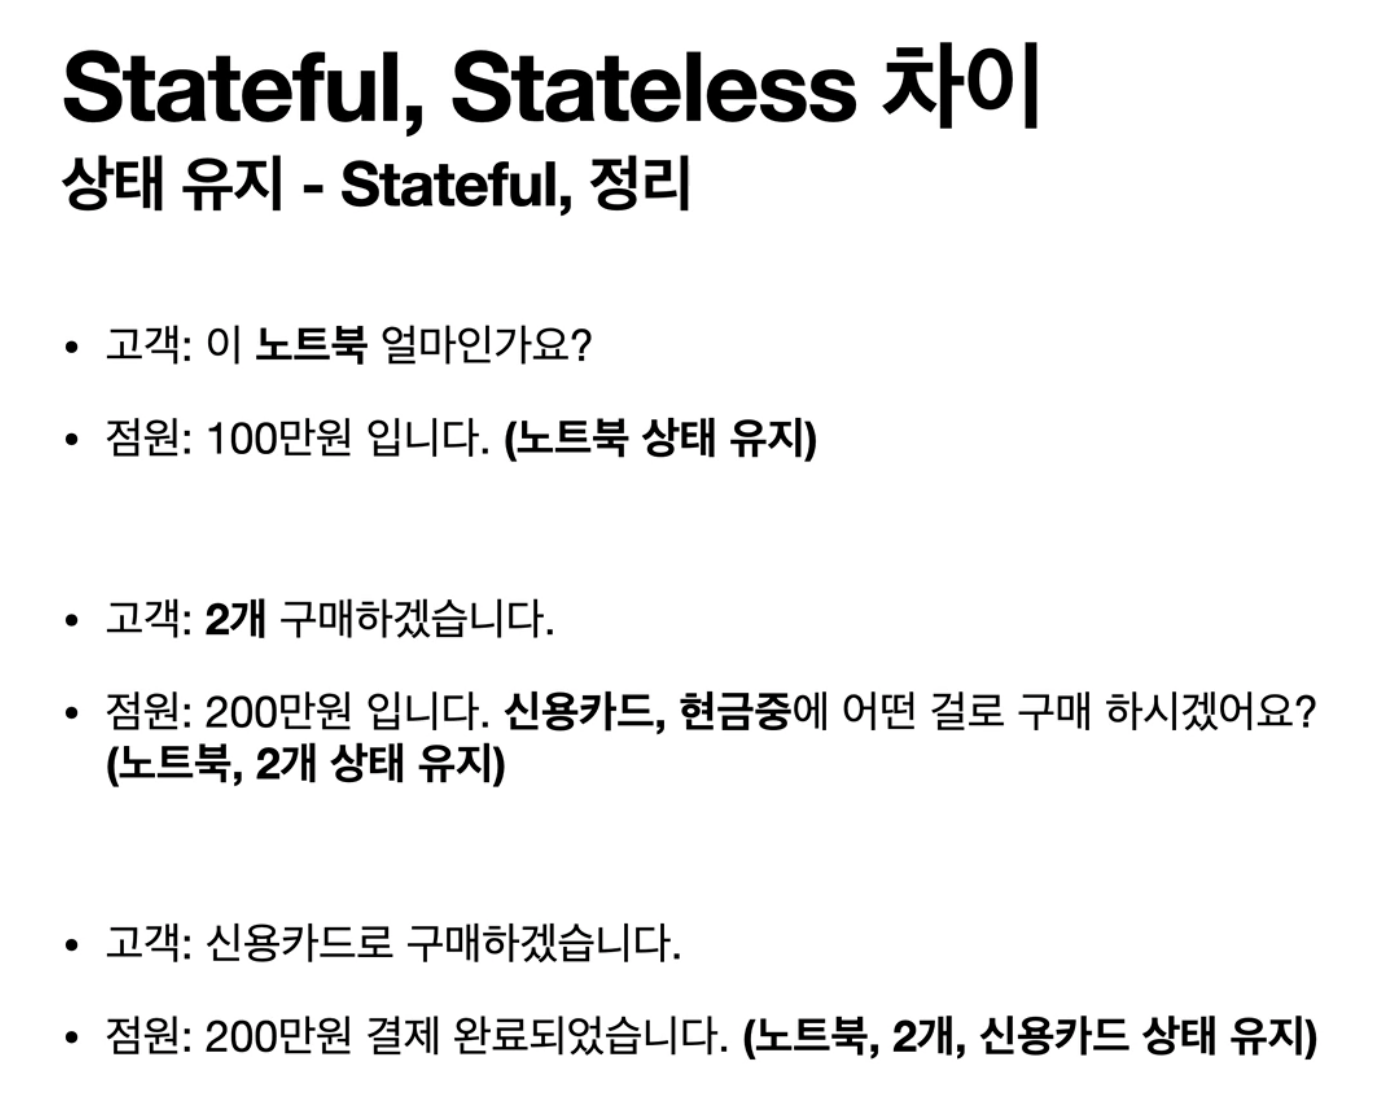 Stateful, Stateless 차이
상태 유지 - Stateful, 정리
• 고객: 이 노트북 얼마인가요?
• 점원: 100만원 입니다. (노트북 상태 유지)
• 고객: 2개 구매하겠습니다.
• 점원: 200만원 입니다. 신용카드, 현금중에 어떤 걸로 구매 하시겠어요?
(노트북, 2개 상태 유지)
• 고객: 신용카드로 구매하겠습니다.
• 점원: 200만원 결제 완료되었습니다. (노트북, 2개, 신용카드 상태 유지)